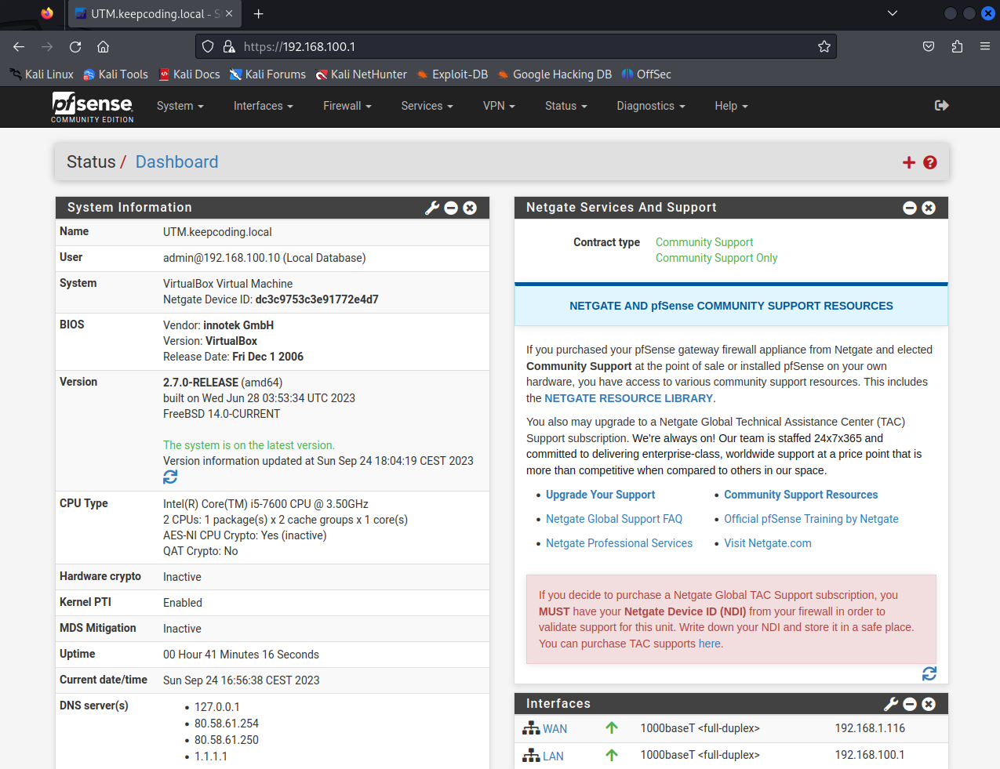 UTM.keepcoding.local - S
https://192.168.100.1
Kali Linux
Kali Tools
Kali Docs
Kali Forums
Kali NetHunter
Exploit-DB
Google Hacking DB
OffSec
pfsense
COMMUNITY EDITION
System
Interfaces
Firewall
Services
VPN
Status
Diagnostics
Help
Status / Dashboard
System Information
Name UTM.keepcoding.local
User admin@192.168.100.10 (Local Database)
System VirtualBox Virtual Machine
Netgate Device ID: dc3c9753c3e91772e4d7
BIOS Vendor: innotek GmbH
Version: VirtualBox
Release Date: Fri Dec 1 2006
Version 2.7.0-RELEASE (amd64)
built on Wed Jun 28 03:53:34 UTC 2023
FreeBSD 14.0-CURRENT
The system is on the latest version.
Version information updated at Sun Sep 24 18:04:19 CEST 2023
CPU Type Intel(R) Core(TM) i5-7600 CPU @ 3.50GHz
2 CPUs: 1 package(s) x 2 cache groups x 1 core(s)
AES-NI CPU Crypto: Yes (inactive)
QAT Crypto: No
Hardware crypto Inactive
Kernel PTI Enabled
MDS Mitigation Inactive
Uptime 00 Hour 41 Minutes 16 Seconds
Current date/time Sun Sep 24 16:56:38 CEST 2023
DNS server(s) • 127.0.0.1
• 80.58.61.254
• 80.58.61.250
• 1.1.1.1
Netgate Services And Support
Contract type Community Support
Community Support Only
NETGATE AND pfSense COMMUNITY SUPPORT RESOURCES
If you purchased your pfSense gateway firewall appliance from Netgate and elected
Community Support at the point of sale or installed pfSense on your own
hardware, you have access to various community support resources. This includes
the NETGATE RESOURCE LIBRARY.
You also may upgrade to a Netgate Global Technical Assistance Center (TAC)
Support subscription. We're always on! Our team is staffed 24x7x365 and
committed to delivering enterprise-class, worldwide support at a price point that is
more than competitive when compared to others in our space.
• Upgrade Your Support • Community Support Resources
• Netgate Global Support FAQ • Official pfSense Training by Netgate
• Netgate Professional Services • Visit Netgate.com
If you decide to purchase a Netgate Global TAC Support subscription, you
MUST have your Netgate Device ID (NDI) from your firewall in order to
validate support for this unit. Write down your NDI and store it in a safe place.
You can purchase TAC supports here.
Interfaces
WAN 1000baseT <full-duplex> 192.168.1.116
LAN 1000baseT <full-duplex> 192.168.100.1